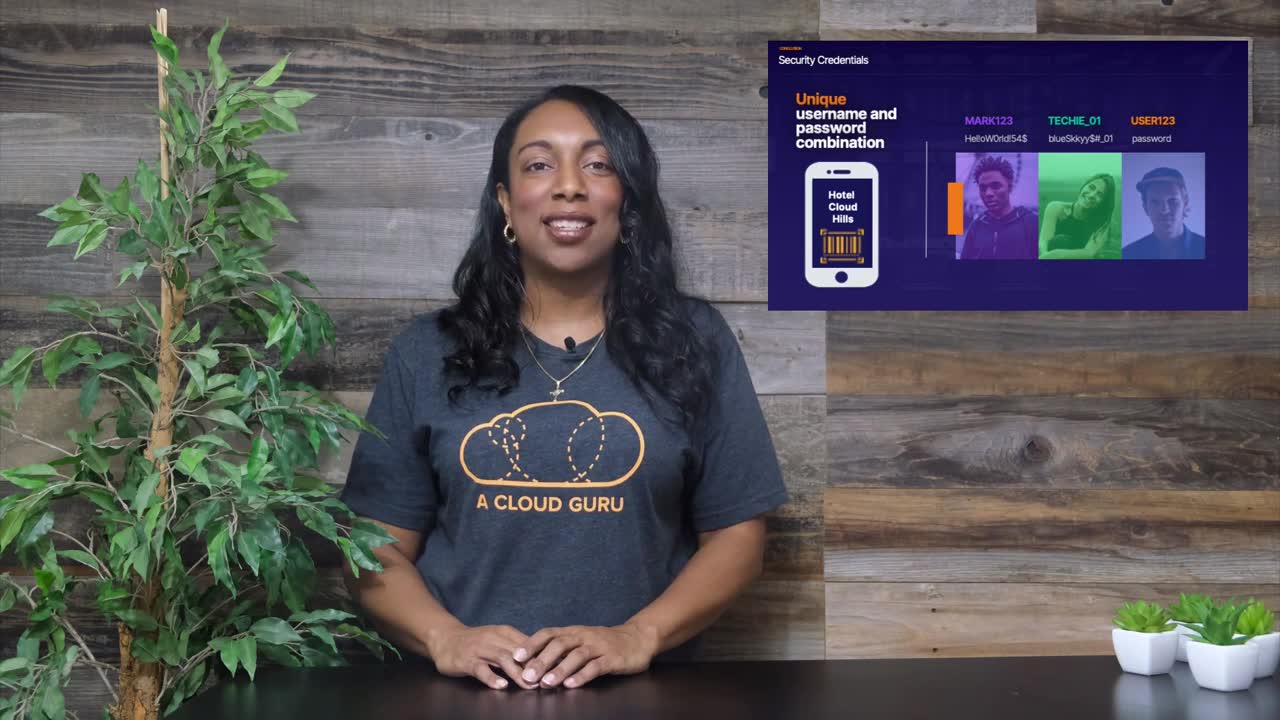 CONCLUSION
Security Credentials
Unique
username and
password
combination
Hotel
Cloud
Hills
MARK123
HelloW0rld!54$
TECHIE_01
blueSkkyy$#_01
USER123
password
A CLOUD GURU